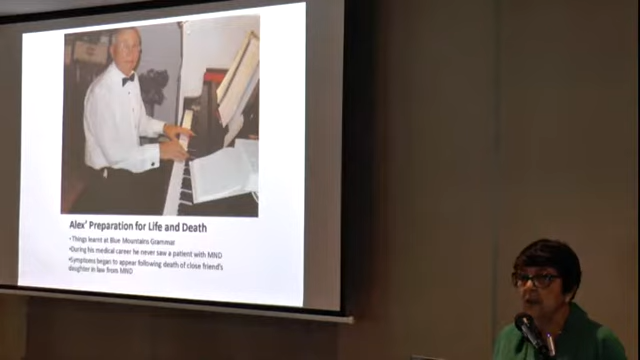 Alex' Preparation for Life and Death
• Things learnt at Blue Mountains Grammar
•During his medical career he never saw a patient with MND
•Symptoms began to appear following death of close friend's
daughter in law from MND